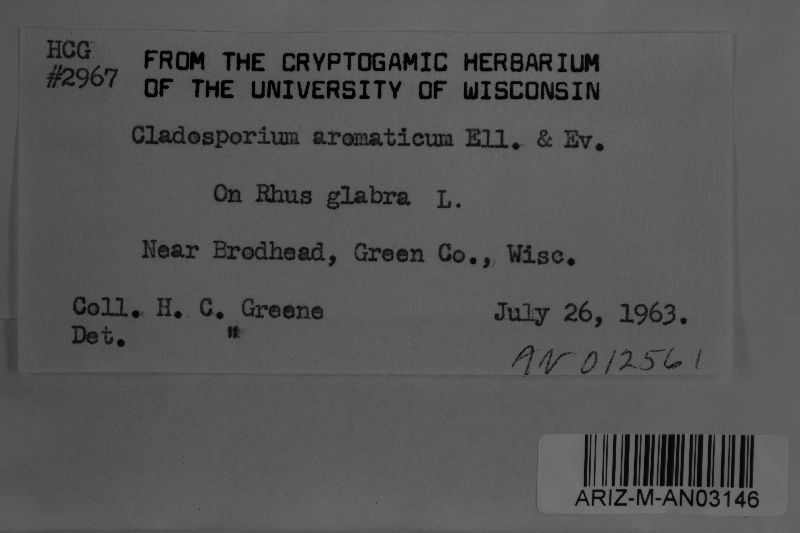 HCG
#2967
FROM THE CRYPTOGAMIC HERBARIUM
OF THE UNIVERSITY OF WISCONSIN
Cladosporium aromaticum Ell. & Ev.
On Rhus glabra L.
Near Brodhead, Green Co., Wisc.
Coll. H. C. Greene July 26, 1963.
Det. "
AN 012561
ARIZ-M-AN03146